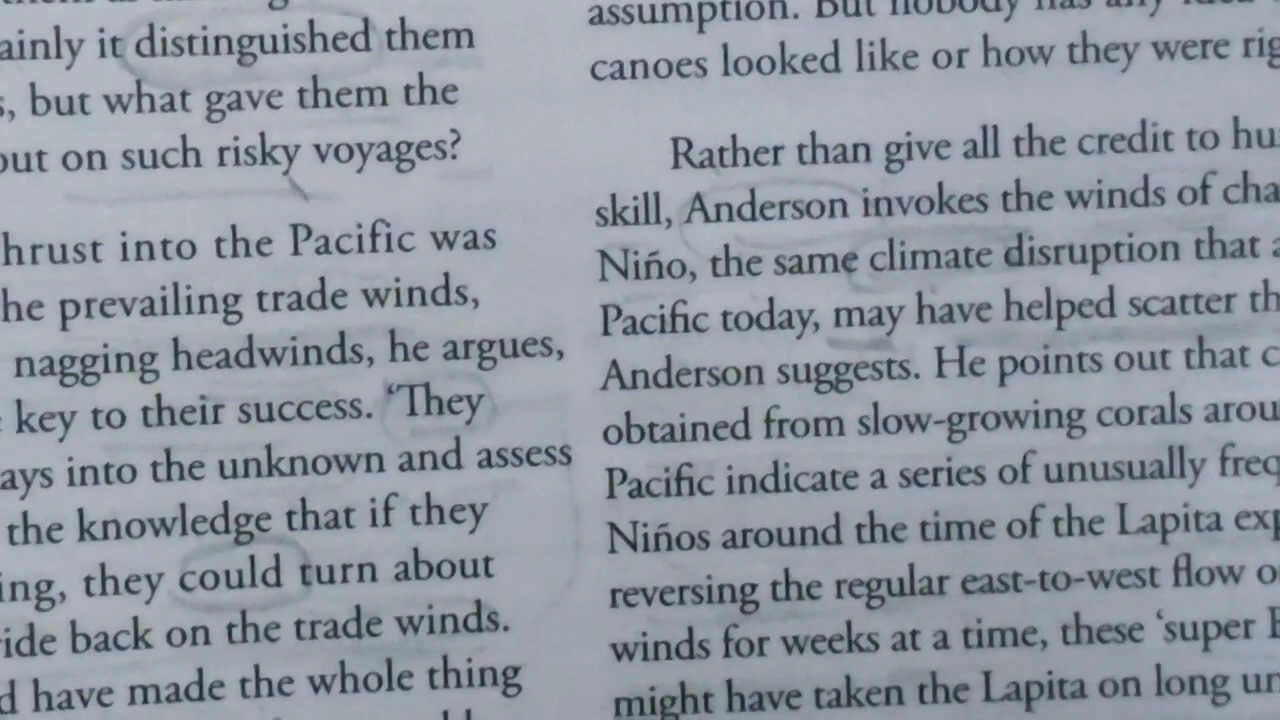 ainly it distinguished them
but what gave them the
out on such risky voyages?
hrust into the Pacific was
he prevailing trade winds,
nagging headwinds, he argues,
key to their success. 'They
ays into the unknown and assess
the knowledge that if they
ing, they could turn about
ide back on the trade winds.
d have made the whole thing
assumption. But nobody has any idea
canoes looked like or how they were rig
Rather than give all the credit to hu
skill, Anderson invokes the winds of cha
Niño, the same climate disruption that a
Pacific today, may have helped scatter th
Anderson suggests. He points out that c
obtained from slow-growing corals arou
Pacific indicate a series of unusually freq
Niños around the time of the Lapita exp
reversing the regular east-to-west flow o
winds for weeks at a time, these 'super E
might have taken the Lapita on long un